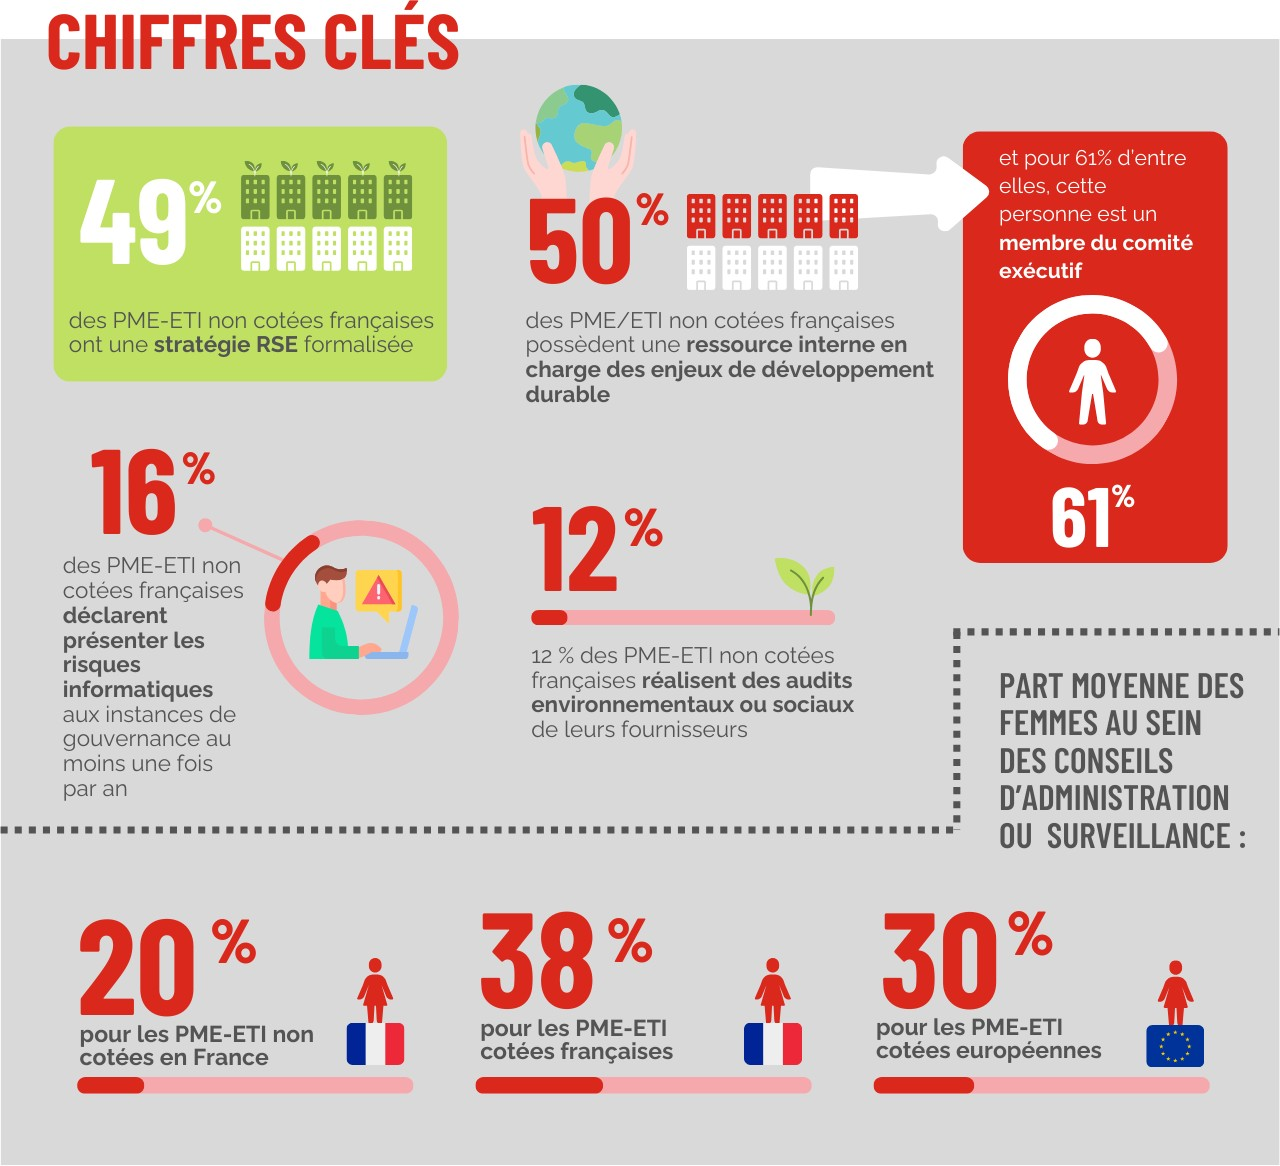 CHIFFRES CLÉS
49%
des PME-ETI non cotées françaises
ont une stratégie RSE formalisée
50%
des PME/ETI non cotées françaises
possèdent une ressource interne en
charge des enjeux de développement
durable
et pour 61% d'entre
elles, cette
personne est un
membre du comité
exécutif
61%
16%
des PME-ETI non
cotées françaises
déclarent
présenter les
risques
informatiques
aux instances de
gouvernance au
moins une fois
par an
12%
12 % des PME-ETI non cotées
françaises réalisent des audits
environnementaux ou sociaux
de leurs fournisseurs
PART MOYENNE DES
FEMMES AU SEIN
DES CONSEILS
D'ADMINISTRATION
OU SURVEILLANCE :
20%
pour les PME-ETI non
cotées en France
38%
pour les PME-ETI
cotées françaises
30%
pour les PME-ETI
cotées européennes